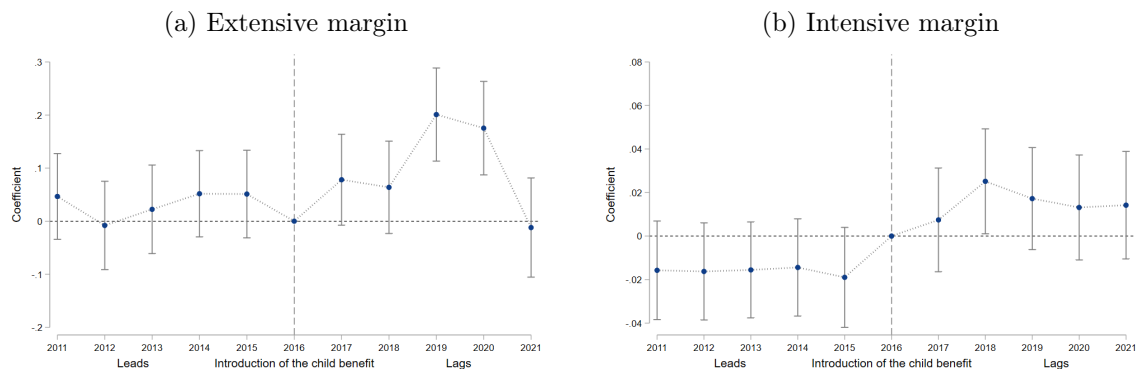 (a) Extensive margin
.3
.2
.1
0
-.1
-.2
Coefficient
2011 2012 2013 2014 2015 2016 2017 2018 2019 2020 2021
Leads Introduction of the child benefit Lags
(b) Intensive margin
.08
.06
.04
.02
0
-.02
-.04
Coefficient
2011 2012 2013 2014 2015 2016 2017 2018 2019 2020 2021
Leads Introduction of the child benefit Lags